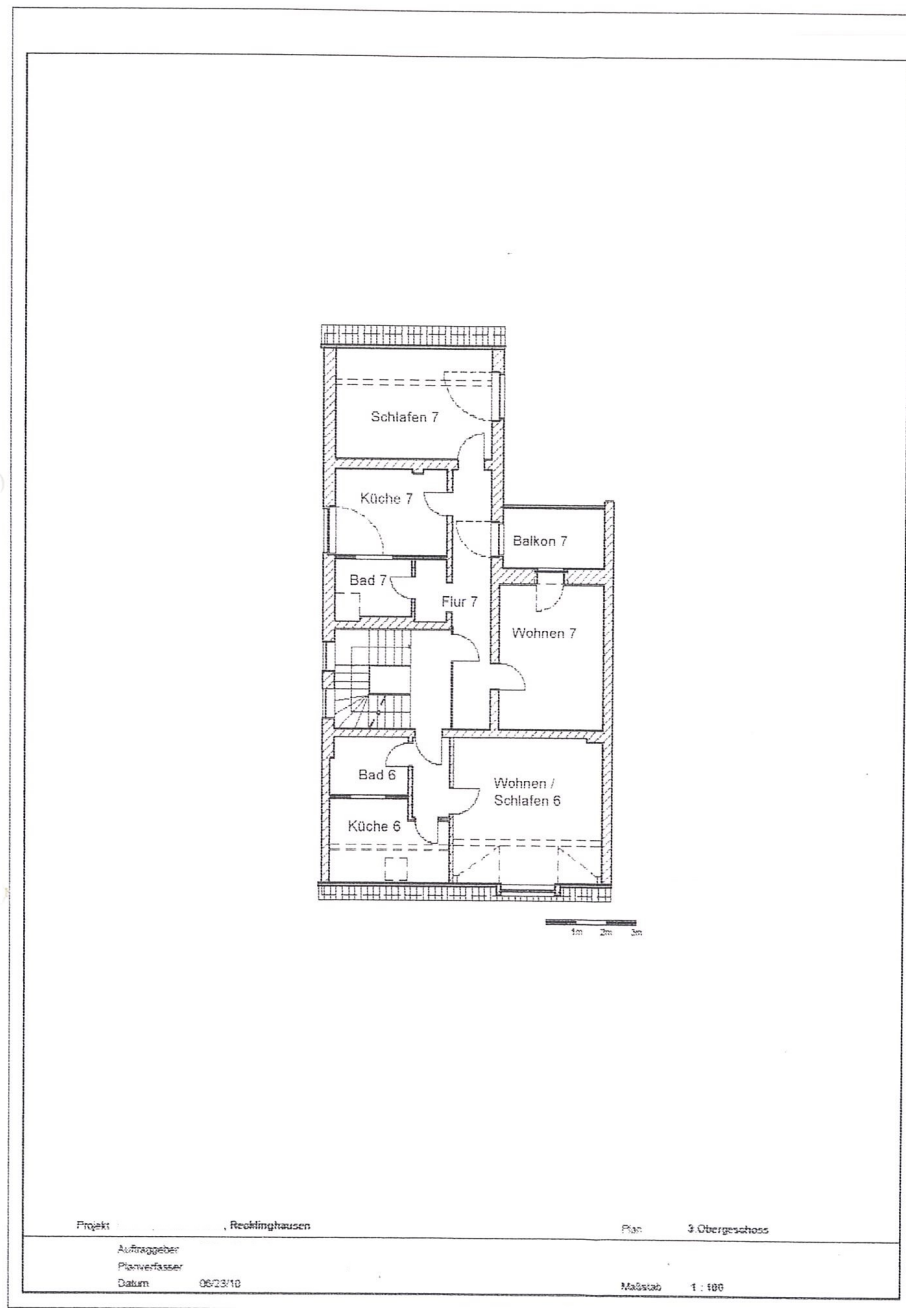 Schlafen 7
Küche 7
Balkon 7
Bad 7
Flur 7
Wohnen 7
Bad 6
Wohnen /
Schlafen 6
Küche 6
1m 2m 3m
Projekt , Recklinghausen Plan 3.Obergeschoss
Auftraggeber
Planverfasser
Datum 06/23/10 Maßstab 1 : 100